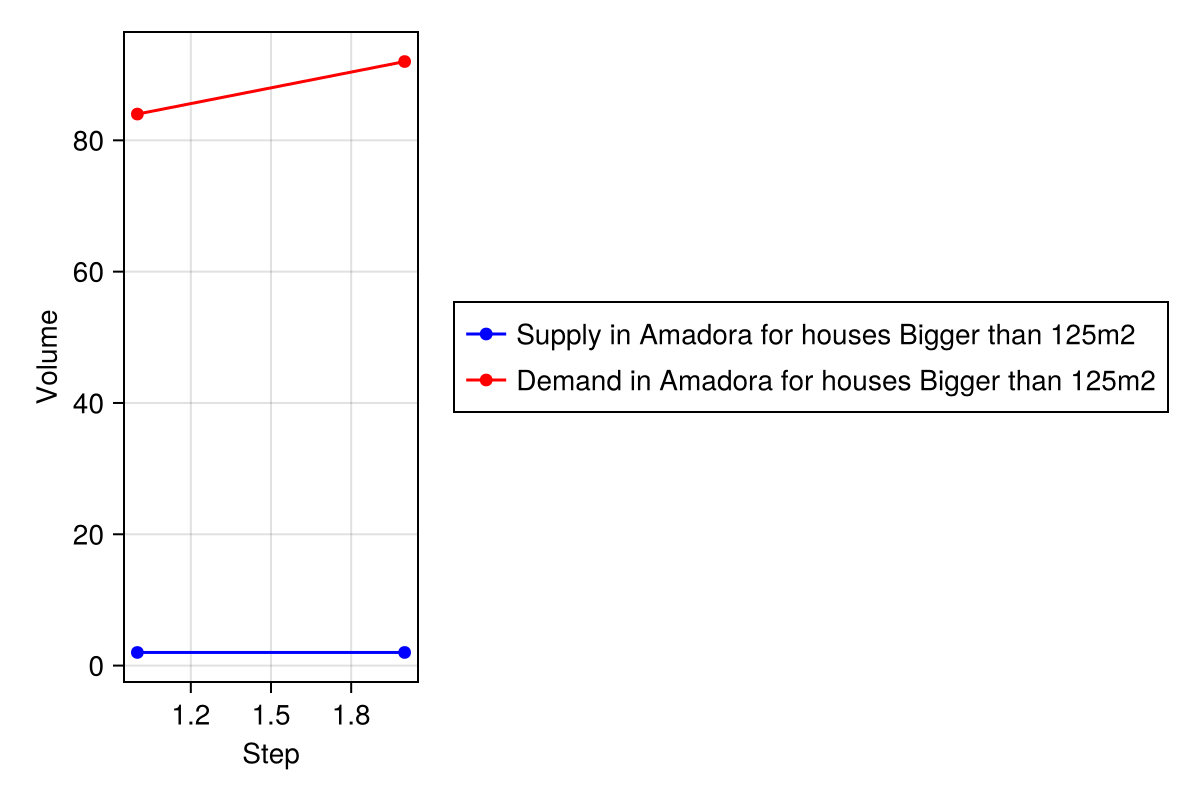 80
60
40
20
0
Volume
1.2 1.5 1.8
Step
Supply in Amadora for houses Bigger than 125m2
Demand in Amadora for houses Bigger than 125m2